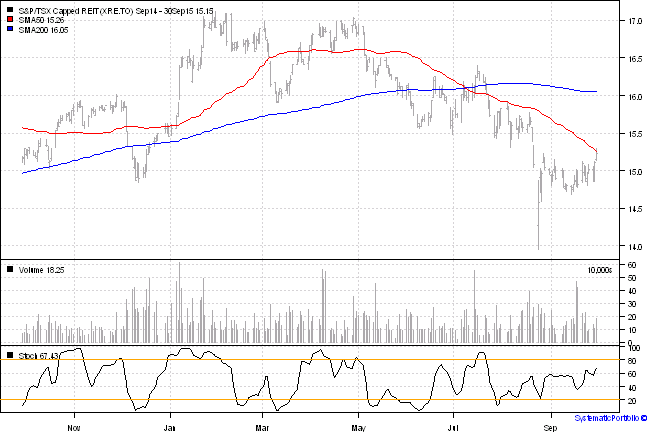 S&P/TSX Capped REIT (XRE.TO) Sep14 - 30Sep15 15.15
SMA50 15.26
SMA200 16.05
17.0
16.5
16.0
15.5
15.0
14.5
14.0
Volume 18.25
10,000s
60
50
40
30
20
10
0
Stoch 67.43
100
80
60
40
20
Nov
Jan
Mar
May
Jul
Sep
SystematicPortfolio ©